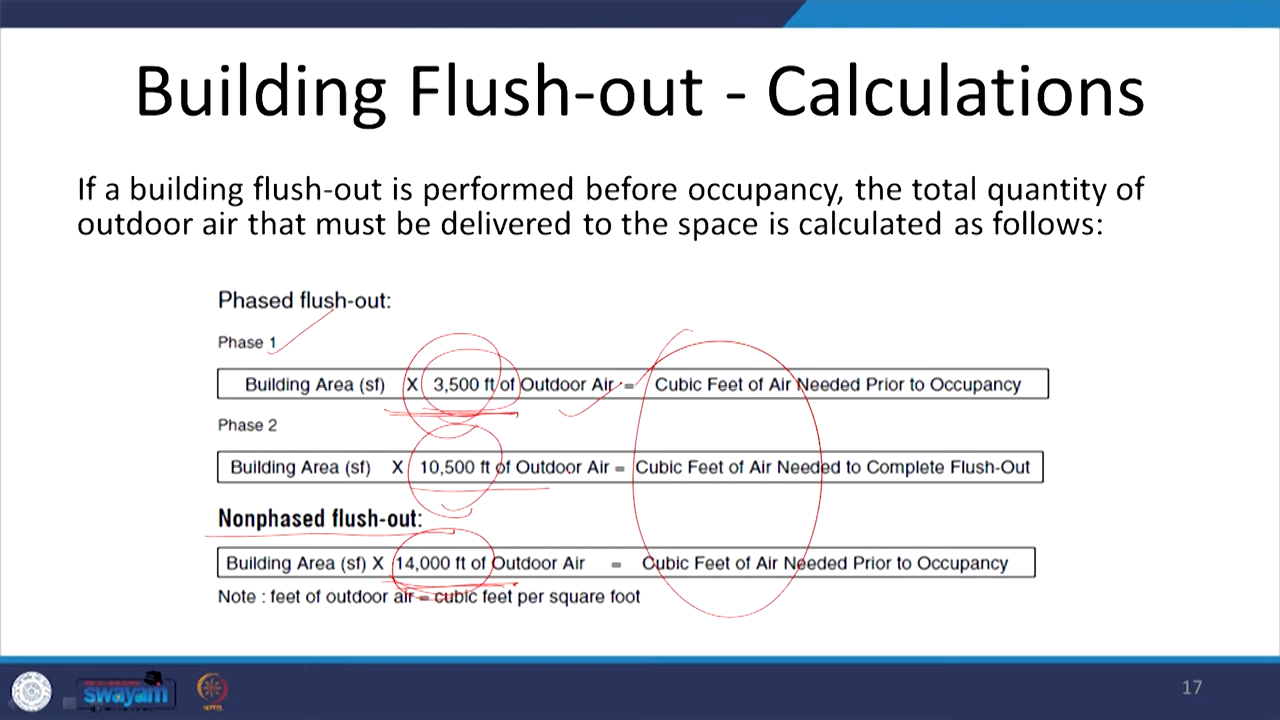 Building Flush-out - Calculations
If a building flush-out is performed before occupancy, the total quantity of
outdoor air that must be delivered to the space is calculated as follows:
Phased flush-out:
Phase 1
Building Area (sf) X 3,500 ft of Outdoor Air = Cubic Feet of Air Needed Prior to Occupancy
Phase 2
Building Area (sf) X 10,500 ft of Outdoor Air = Cubic Feet of Air Needed to Complete Flush-Out
Nonphased flush-out:
Building Area (sf) X 14,000 ft of Outdoor Air = Cubic Feet of Air Needed Prior to Occupancy
Note : feet of outdoor air = cubic feet per square foot
swayam
17